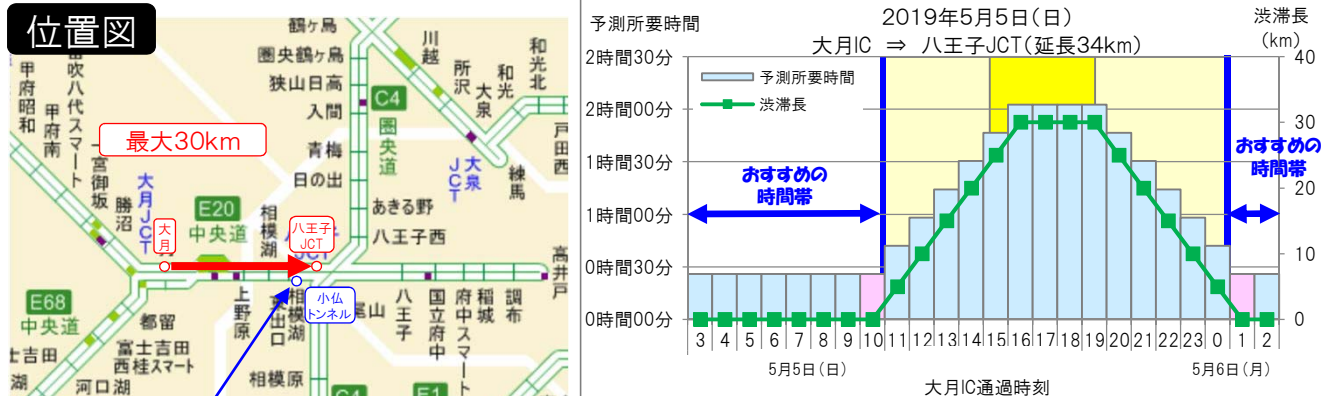 位置図
最大30km
鶴ヶ島
圏央鶴ヶ島
狭山日高
入間
青梅
日の出
川越
所沢
大泉
和光
和光北
C4
圏央道
大泉JCT
練馬
戸田西
あきる野
八王子西
甲府昭和
笛吹八代スマート
甲府南
一宮御坂
勝沼
大月JCT
大月
E20
中央道
相模湖
八王子
JCT
高井戸
E68
中央道
都留
富士吉田
西桂スマート
河口湖
上野原
相模湖
小仏
トンネル
相模原
八王子
国立府中
府中スマート
稲城
調布
C4
E1
予測所要時間
2019年5月5日(日)
大月IC ⇒ 八王子JCT(延長34km)
渋滞長
(km)
2時間30分
2時間00分
1時間30分
1時間00分
0時間30分
0時間00分
予測所要時間
渋滞長
おすすめの
時間帯
おすすめの
時間帯
40
30
20
10
0
3 4 5 6 7 8 9 10 11 12 13 14 15 16 17 18 19 20 21 22 23 0 1 2
5月5日(日)
5月6日(月)
大月IC通過時刻